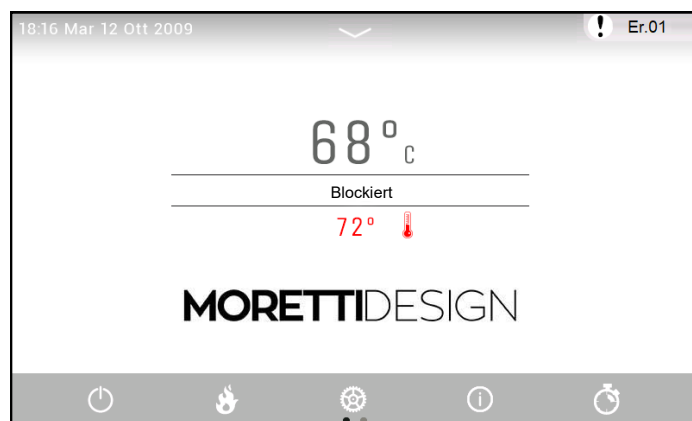 18:16 Mar 12 Ott 2009
! Er.01
68°C
Blockiert
72°
MORETTIDESIGN